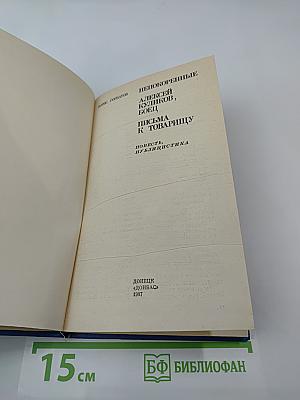 БОРИС ГОРБАТОВ
НЕПОКОРЕННЫЕ
АЛЕКСЕЙ
КУЛИКОВ,
БОЕЦ
ПИСЬМА
К ТОВАРИЩУ
ПОВЕСТЬ,
ПУБЛИЦИСТИКА
ДОНЕЦК
«ДОНБАС»
1987
15 см
БФ БИБЛИОФАН